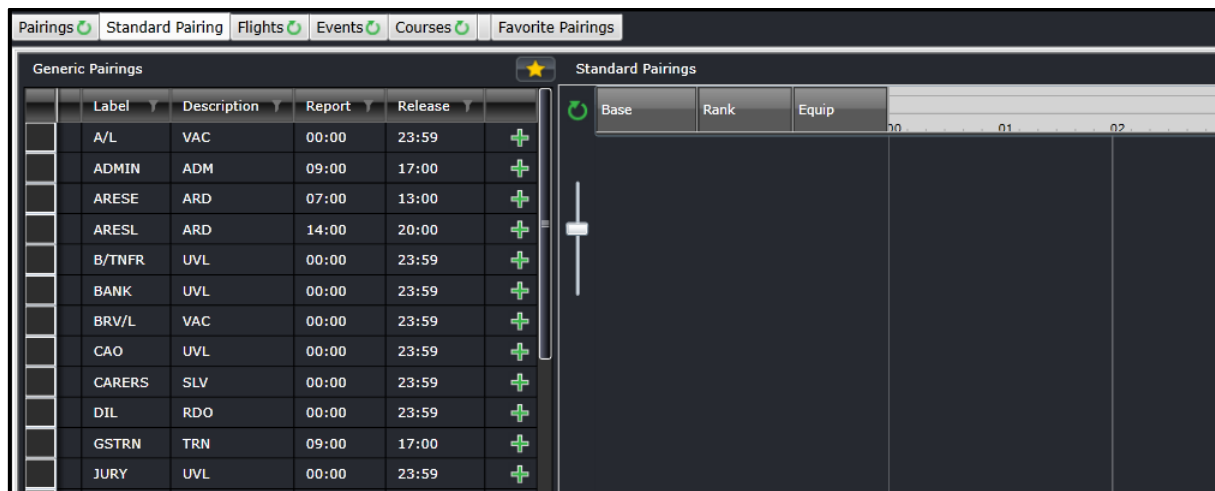 Pairings Standard Pairing Flights Events Courses Favorite Pairings
Generic Pairings
Label Description Report Release
A/L VAC 00:00 23:59
ADMIN ADM 09:00 17:00
ARESE ARD 07:00 13:00
ARESL ARD 14:00 20:00
B/TNFR UVL 00:00 23:59
BANK UVL 00:00 23:59
BRV/L VAC 00:00 23:59
CAO UVL 00:00 23:59
CARERS SLV 00:00 23:59
DIL RDO 00:00 23:59
GSTRN TRN 09:00 17:00
JURY UVL 00:00 23:59
Standard Pairings
Base Rank Equip
00 01 02